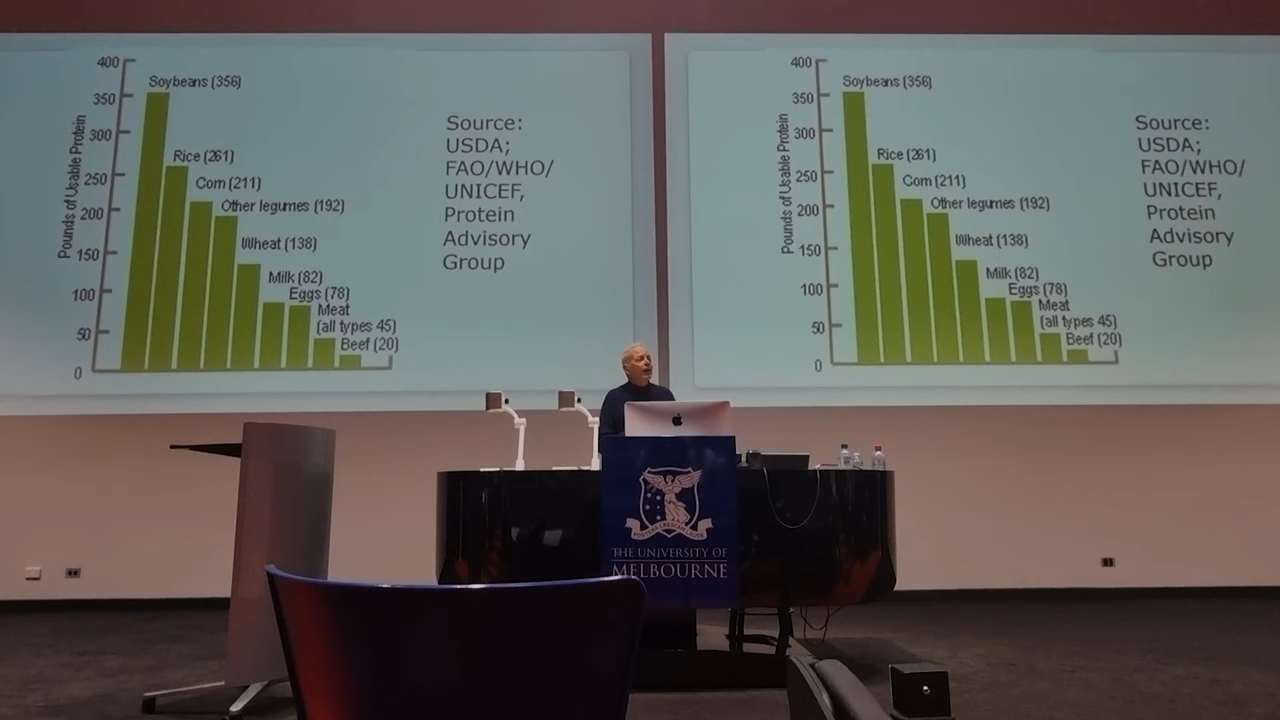 400
350
300
250
200
150
100
50
0
Pounds of Usable Protein
Soybeans (356)
Rice (261)
Corn (211)
Other legumes (192)
Wheat (138)
Milk (82)
Eggs (78)
Meat
(all types 45)
Beef (20)
Source:
USDA;
FAO/WHO/
UNICEF,
Protein
Advisory
Group
400
350
300
250
200
150
100
50
0
Pounds of Usable Protein
Soybeans (356)
Rice (261)
Corn (211)
Other legumes (192)
Wheat (138)
Milk (82)
Eggs (78)
Meat
(all types 45)
Beef (20)
Source:
USDA;
FAO/WHO/
UNICEF,
Protein
Advisory
Group
POSTERA CRESCAM LAUDE
THE UNIVERSITY OF
MELBOURNE